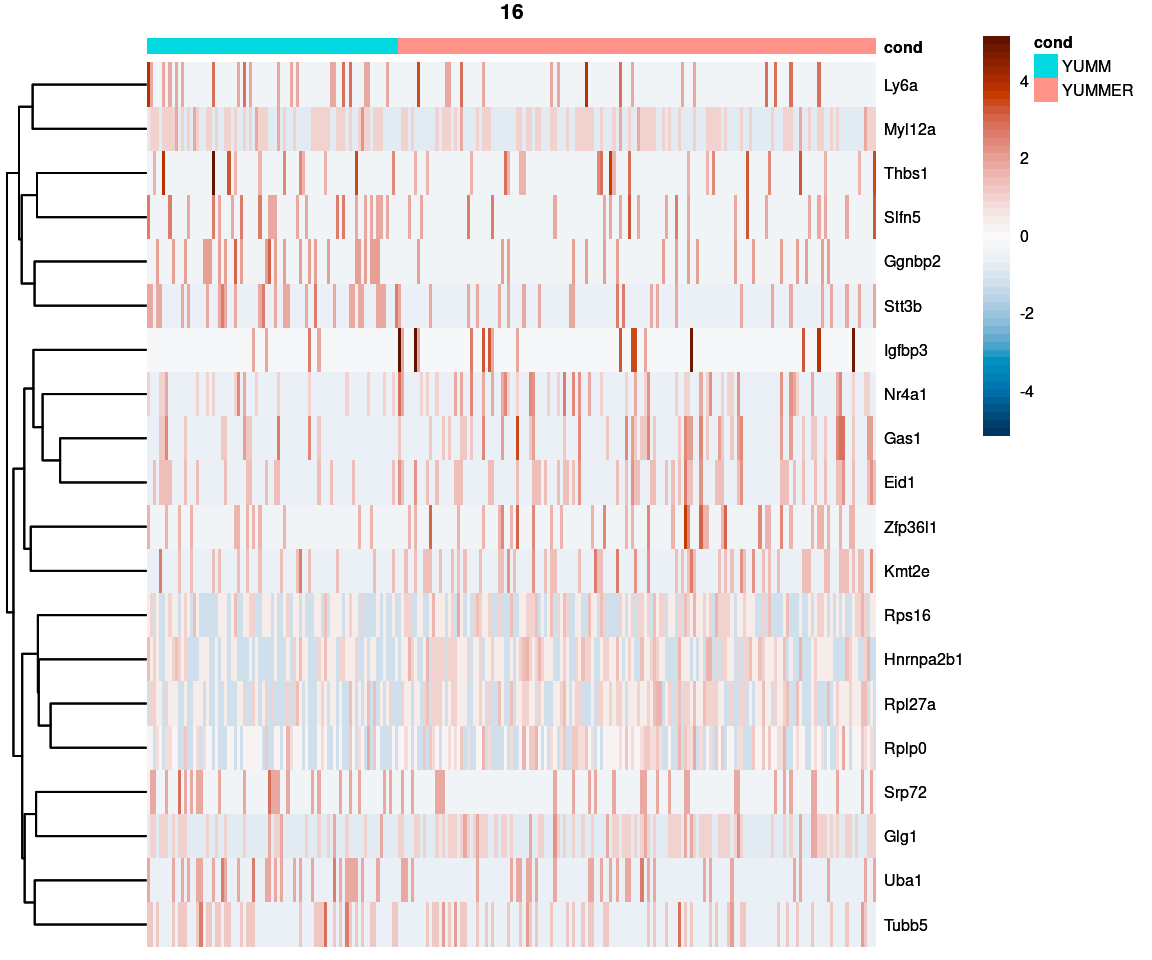 16
cond
Ly6a
Myl12a
Thbs1
Slfn5
Ggnbp2
Stt3b
Igfbp3
Nr4a1
Gas1
Eid1
Zfp36l1
Kmt2e
Rps16
Hnrnpa2b1
Rpl27a
Rplp0
Srp72
Glg1
Uba1
Tubb5
4
2
0
-2
-4
cond
YUMM
YUMMER